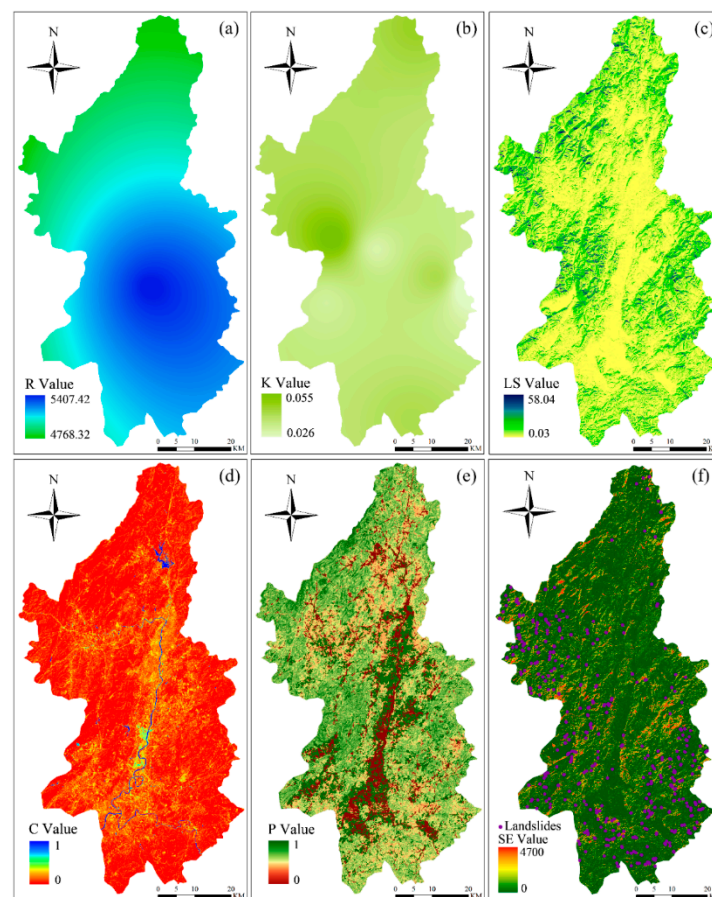 N
(a)
R Value
5407.42
4768.32
0 5 10 20
KM
N
(b)
K Value
0.055
0.026
0 5 10 20
KM
N
(c)
LS Value
58.04
0.03
0 5 10 20
KM
N
(d)
C Value
1
0
0 5 10 20
KM
N
(e)
P Value
1
0
0 5 10 20
KM
N
(f)
Landslides
SE Value
4700
0
0 5 10 20
KM